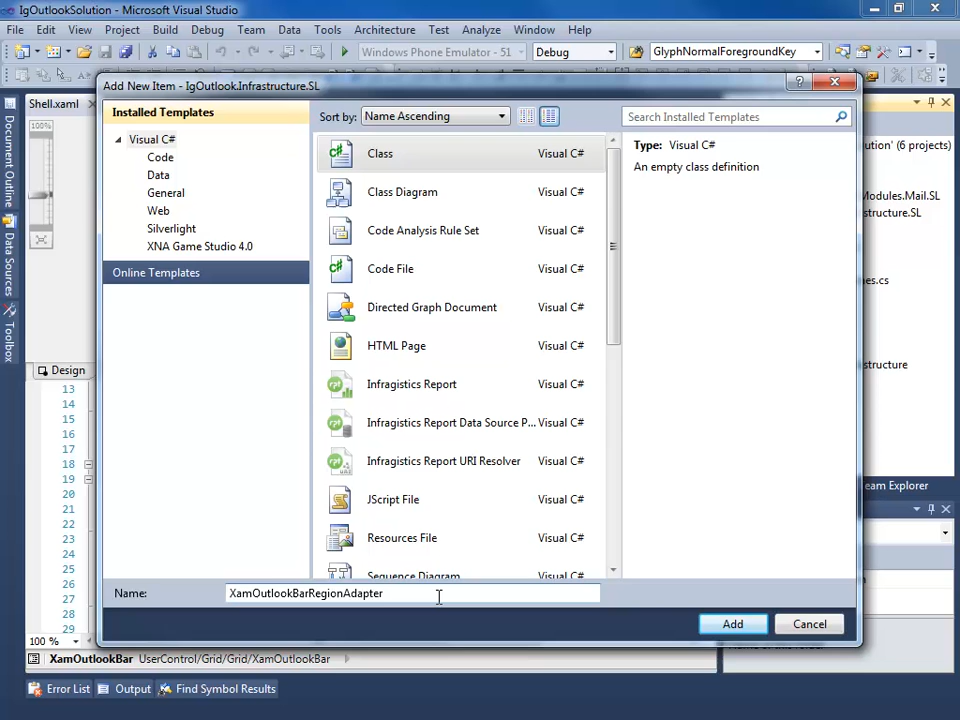 IgOutlookSolution - Microsoft Visual Studio
File Edit View Project Build Debug Team Data Tools Architecture Test Analyze Window Help
Windows Phone Emulator - 51 Debug GlyphNormalForegroundKey
Add New Item - IgOutlook.Infrastructure.SL
Shell.xaml
Installed Templates
Sort by: Name Ascending
Search Installed Templates
100%
Visual C#
Code
Data
General
Web
Silverlight
XNA Game Studio 4.0
Online Templates
Class Visual C#
Class Diagram Visual C#
Code Analysis Rule Set Visual C#
Code File Visual C#
Directed Graph Document Visual C#
HTML Page Visual C#
Infragistics Report Visual C#
Infragistics Report Data Source P... Visual C#
Infragistics Report URI Resolver Visual C#
JScript File Visual C#
Resources File Visual C#
Sequence Diagram Visual C#
Type: Visual C#
An empty class definition
ution' (6 projects)
Modules.Mail.SL
structure.SL
es.cs
structure
eam Explorer
Document Outline
Data Sources
Toolbox
Design
13
14
15
16
17
18
19
20
21
22
23
24
25
26
27
28
29
Name: XamOutlookBarRegionAdapter
Add Cancel
100 %
XamOutlookBar UserControl/Grid/Grid/XamOutlookBar
Error List Output Find Symbol Results